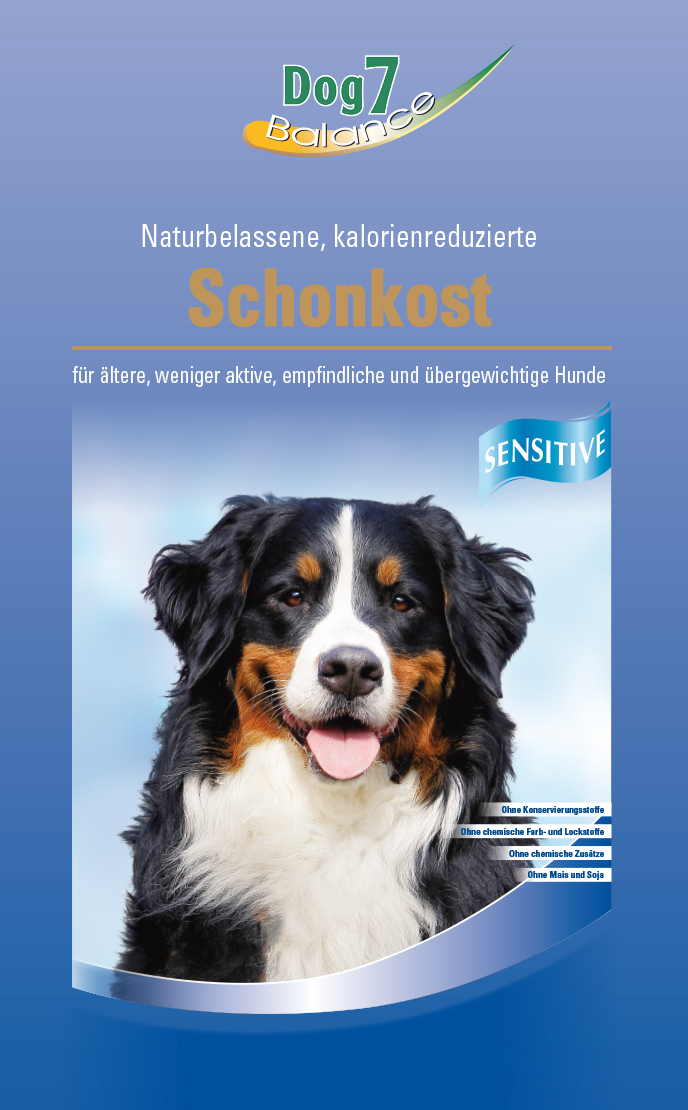 Dog7
Balance
Naturbelassene, kalorienreduzierte
Schonkost
für ältere, weniger aktive, empfindliche und übergewichtige Hunde
SENSITIVE
Ohne Konservierungsstoffe
Ohne chemische Farb- und Lockstoffe
Ohne chemische Zusätze
Ohne Mais und Soja